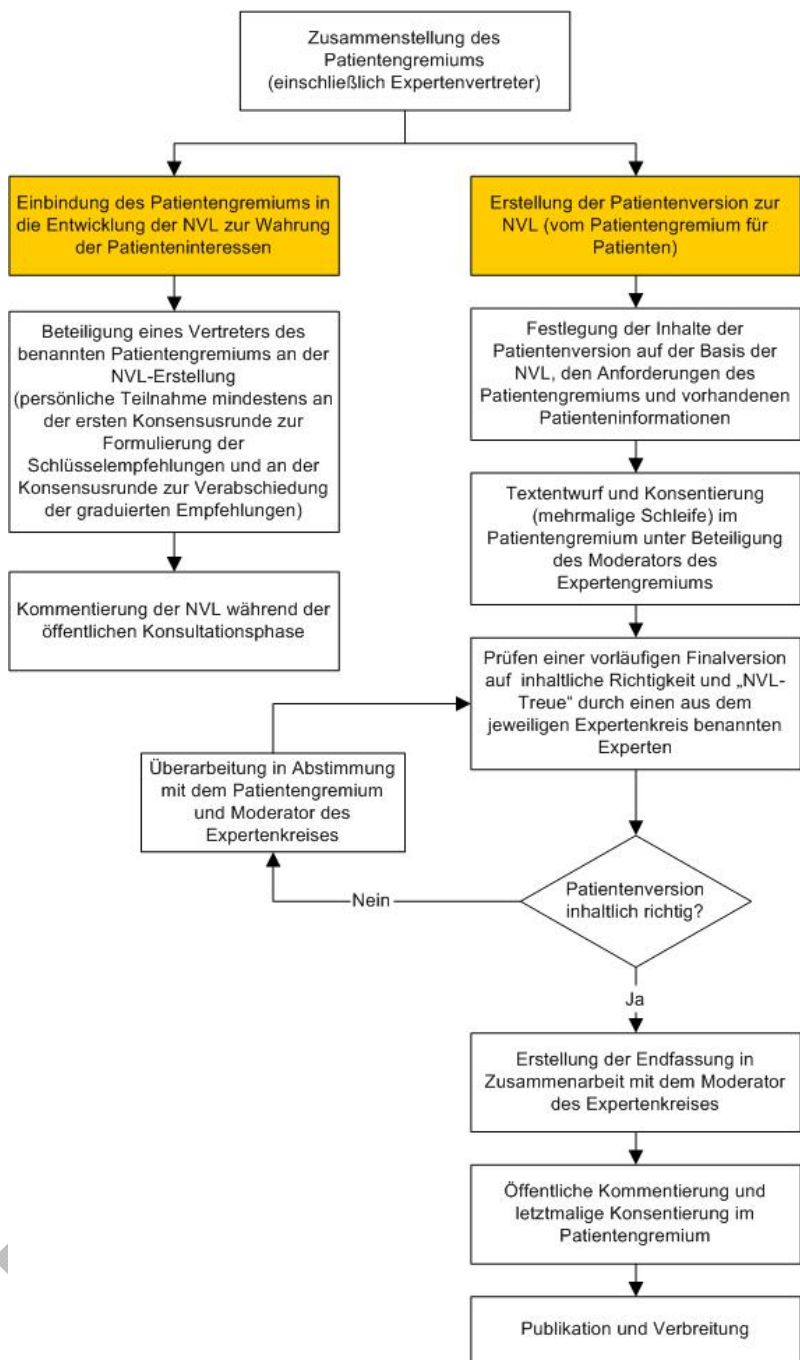 Zusammenstellung des
Patientengremiums
(einschließlich Expertenvertreter)
Einbindung des Patientengremiums in
die Entwicklung der NVL zur Wahrung
der Patienteninteressen
Beteiligung eines Vertreters des
benannten Patientengremiums an der
NVL-Erstellung
(persönliche Teilnahme mindestens an
der ersten Konsensusrunde zur
Formulierung der
Schlüsselempfehlungen und an der
Konsensusrunde zur Verabschiedung
der graduierten Empfehlungen)
Kommentierung der NVL während der
öffentlichen Konsultationsphase
Erstellung der Patientenversion zur
NVL (vom Patientengremium für
Patienten)
Festlegung der Inhalte der
Patientenversion auf der Basis der
NVL, den Anforderungen des
Patientengremiums und vorhandenen
Patienteninformationen
Textentwurf und Konsentierung
(mehrmalige Schleife) im
Patientengremium unter Beteiligung
des Moderators des
Expertengremiums
Prüfen einer vorläufigen Finalversion
auf inhaltliche Richtigkeit und „NVL-
Treue“ durch einen aus dem
jeweiligen Expertenkreis benannten
Experten
Überarbeitung in Abstimmung
mit dem Patientengremium
und Moderator des
Expertenkreises
Patientenversion
inhaltlich richtig?
Nein
Ja
Erstellung der Endfassung in
Zusammenarbeit mit dem Moderator
des Expertenkreises
Öffentliche Kommentierung und
letztmalige Konsentierung im
Patientengremium
Publikation und Verbreitung